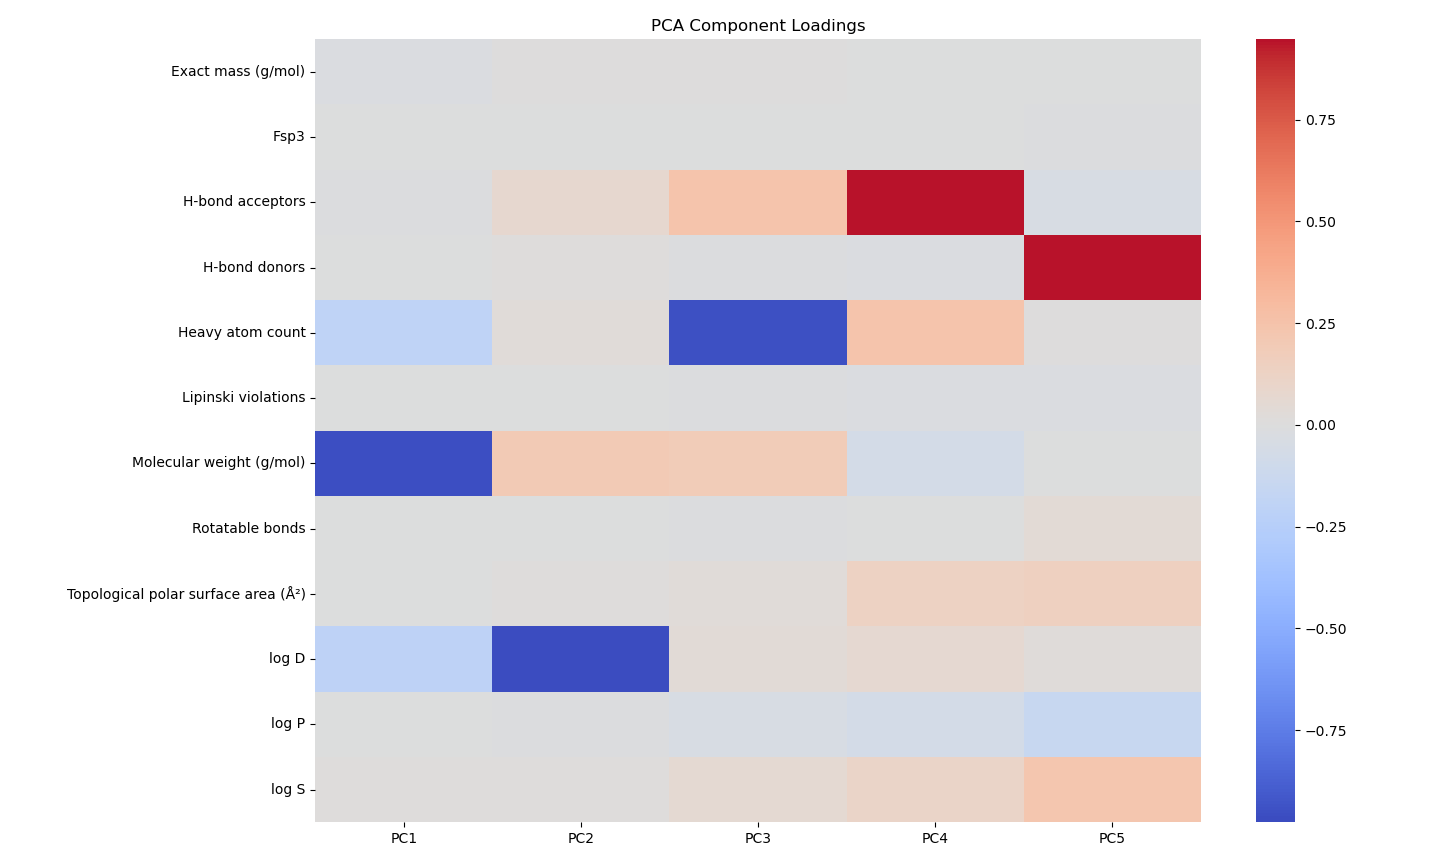 PCA Component Loadings
Exact mass (g/mol)
Fsp3
H-bond acceptors
H-bond donors
Heavy atom count
Lipinski violations
Molecular weight (g/mol)
Rotatable bonds
Topological polar surface area (Å²)
log D
log P
log S
PC1 PC2 PC3 PC4 PC5
0.75
0.50
0.25
0.00
−0.25
−0.50
−0.75